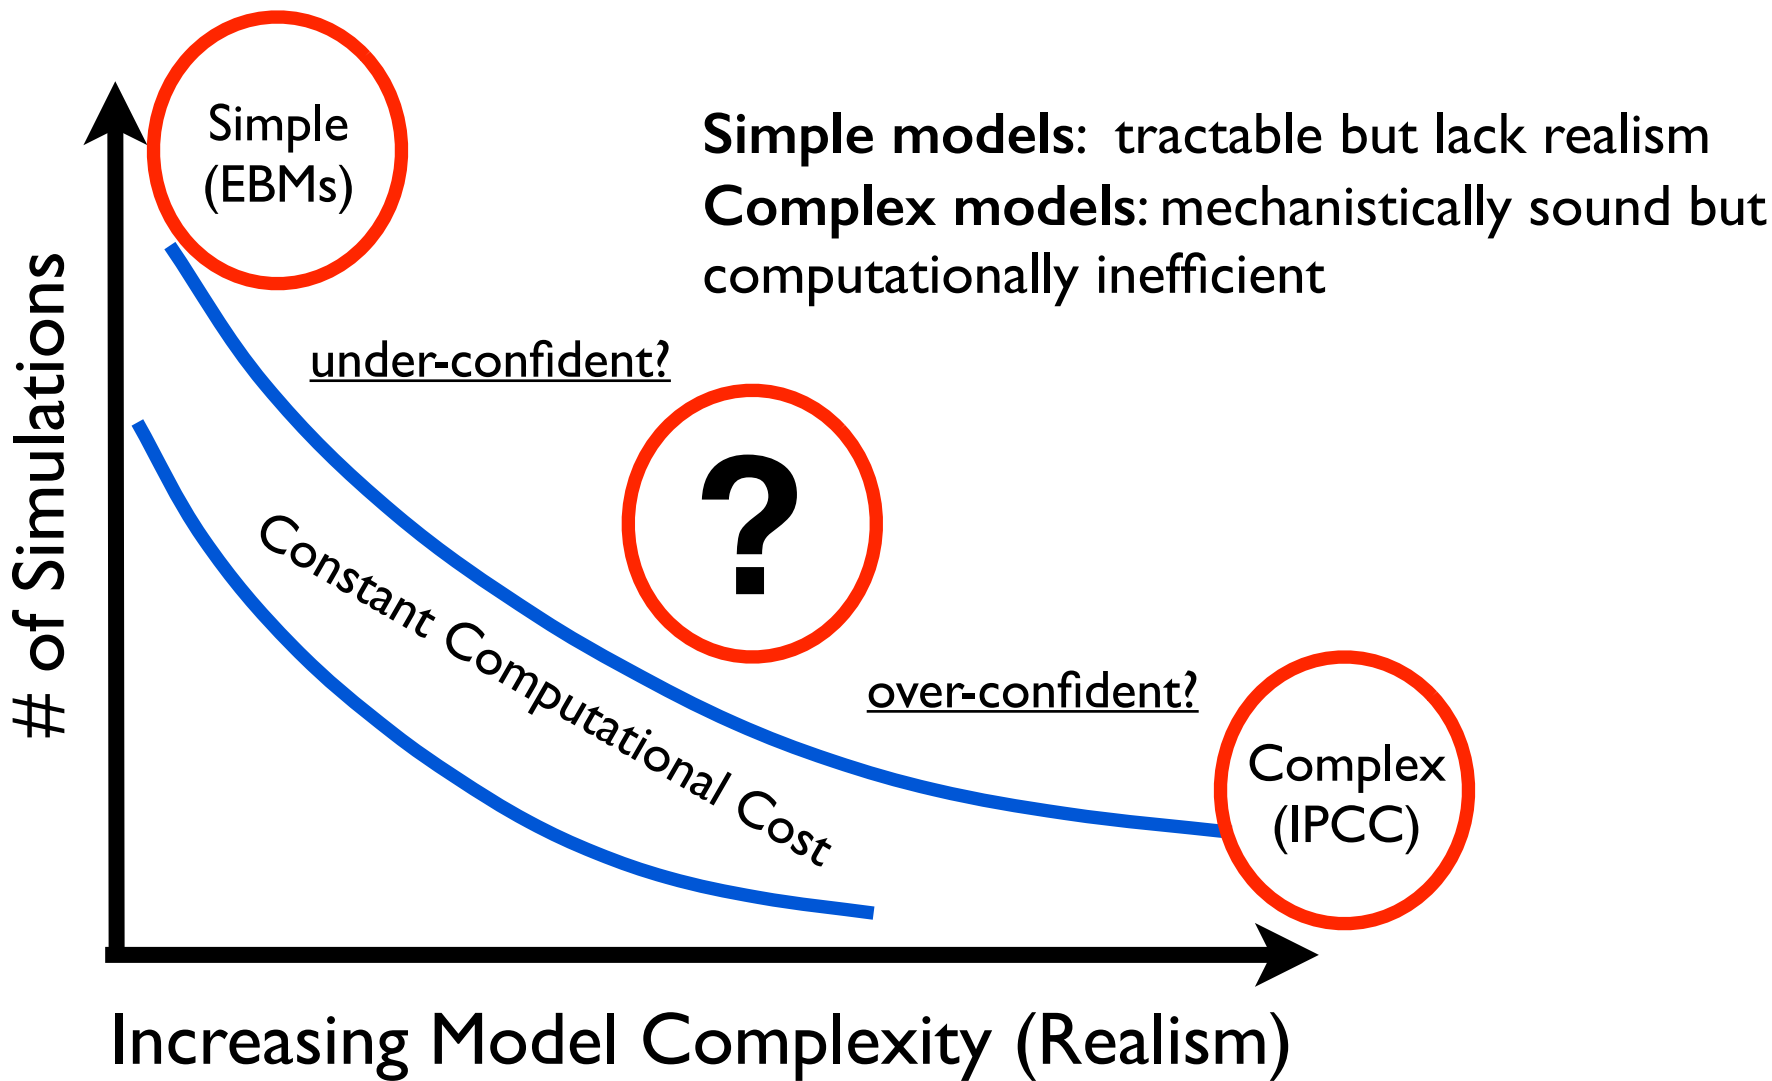 Simple
(EBMs)
Simple models: tractable but lack realism
Complex models: mechanistically sound but
computationally inefficient
# of Simulations
under-confident?
?
Constant Computational Cost
over-confident?
Complex
(IPCC)
Increasing Model Complexity (Realism)